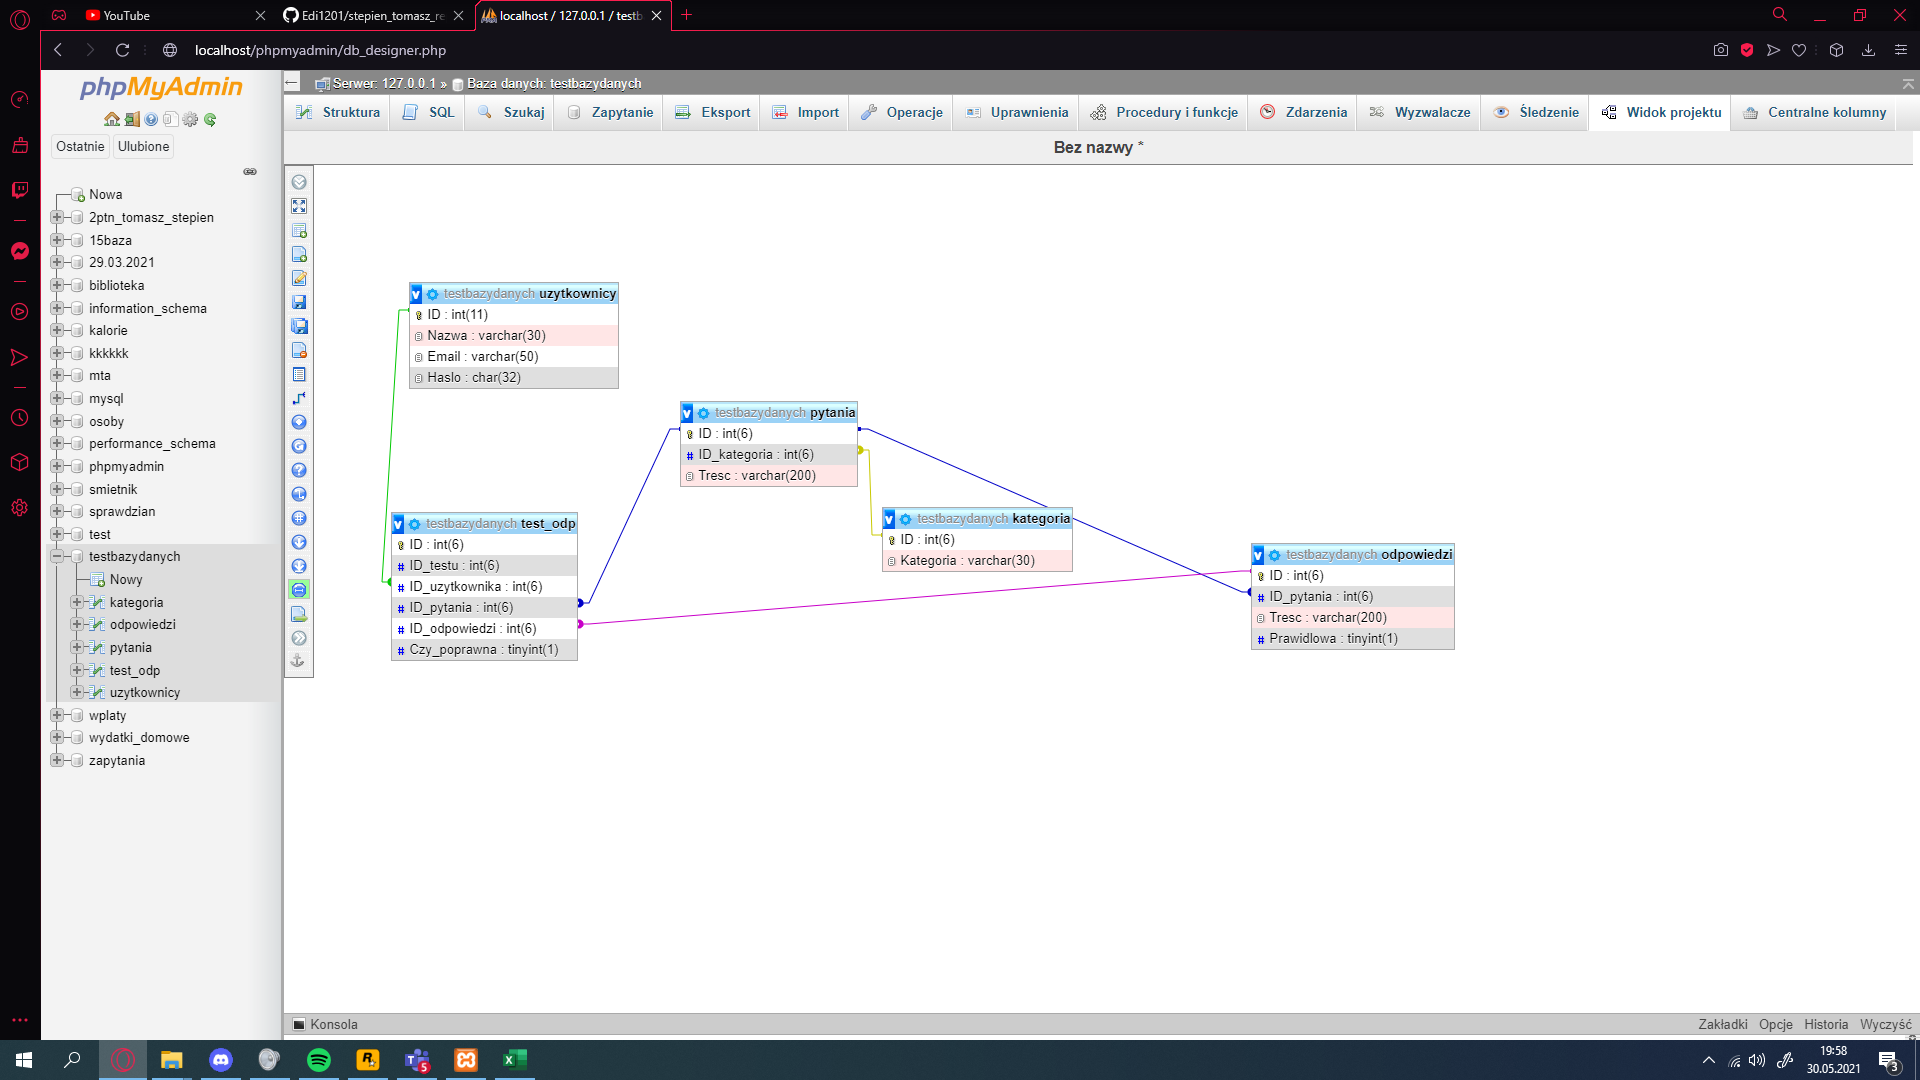 YouTube
Edi1201/stepien_tomasz_re
localhost / 127.0.0.1 / testb
localhost/phpmyadmin/db_designer.php
phpMyAdmin
Ostatnie
Ulubione
Nowa
2ptn_tomasz_stepien
15baza
29.03.2021
biblioteka
information_schema
kalorie
kkkkkk
mta
mysql
osoby
performance_schema
phpmyadmin
smietnik
sprawdzian
test
testbazydanych
Nowy
kategoria
odpowiedzi
pytania
test_odp
uzytkownicy
wplaty
wydatki_domowe
zapytania
Serwer: 127.0.0.1 » Baza danych: testbazydanych
Struktura
SQL
Szukaj
Zapytanie
Eksport
Import
Operacje
Uprawnienia
Procedury i funkcje
Zdarzenia
Wyzwalacze
Śledzenie
Widok projektu
Centralne kolumny
Bez nazwy *
v testbazydanych uzytkownicy
ID : int(11)
Nazwa : varchar(30)
Email : varchar(50)
Haslo : char(32)
v testbazydanych pytania
ID : int(6)
# ID_kategoria : int(6)
Tresc : varchar(200)
v testbazydanych test_odp
ID : int(6)
# ID_testu : int(6)
# ID_uzytkownika : int(6)
# ID_pytania : int(6)
# ID_odpowiedzi : int(6)
# Czy_poprawna : tinyint(1)
v testbazydanych kategoria
ID : int(6)
Kategoria : varchar(30)
v testbazydanych odpowiedzi
ID : int(6)
# ID_pytania : int(6)
Tresc : varchar(200)
# Prawidlowa : tinyint(1)
Konsola
Zakładki
Opcje
Historia
Wyczyść
5
19:58
30.05.2021
3